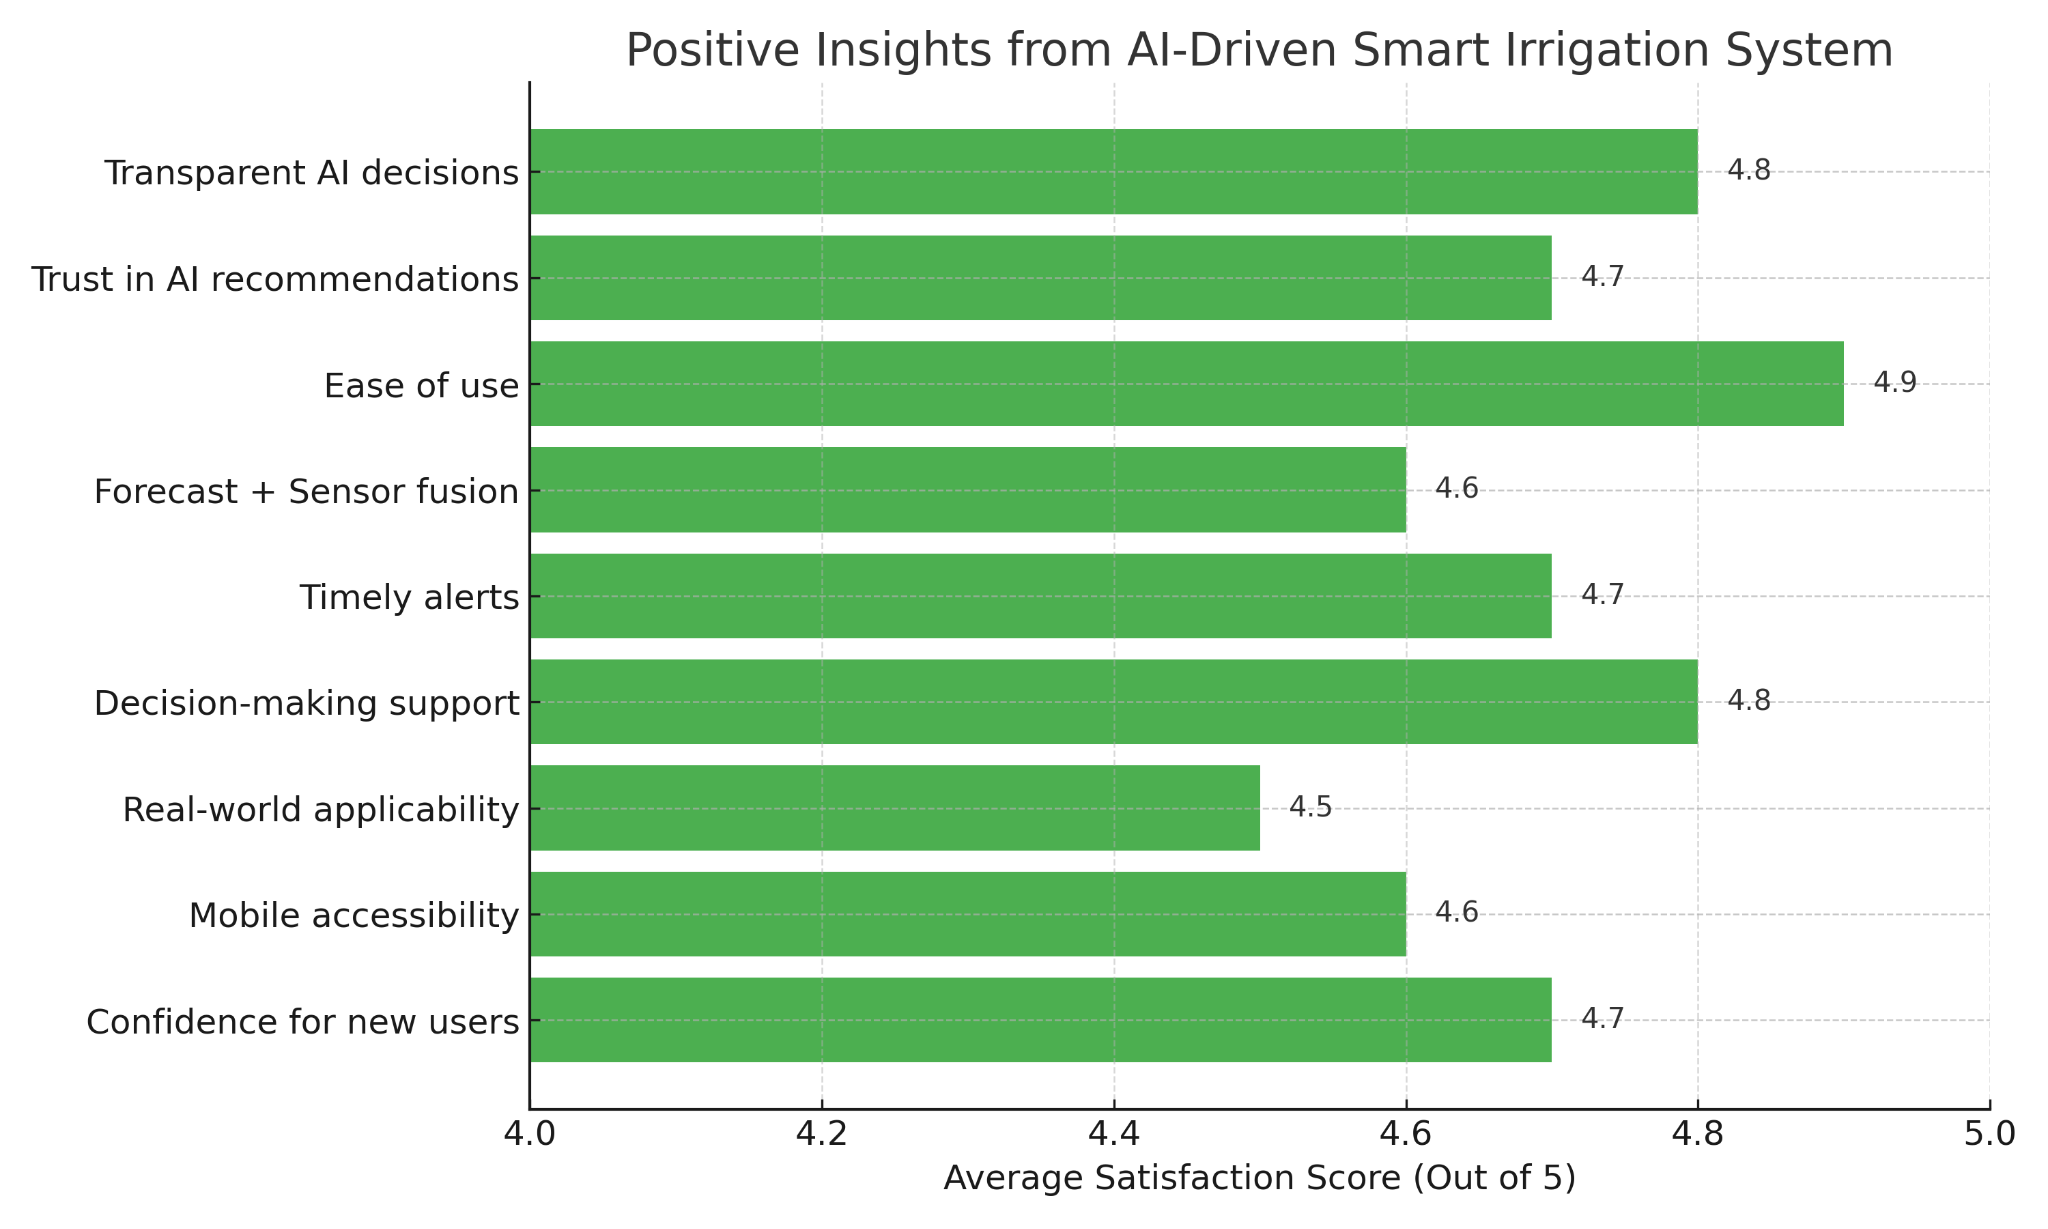 Positive Insights from AI-Driven Smart Irrigation System
Transparent AI decisions
4.8
Trust in AI recommendations
4.7
Ease of use
4.9
Forecast + Sensor fusion
4.6
Timely alerts
4.7
Decision-making support
4.8
Real-world applicability
4.5
Mobile accessibility
4.6
Confidence for new users
4.7
4.0 4.2 4.4 4.6 4.8 5.0
Average Satisfaction Score (Out of 5)